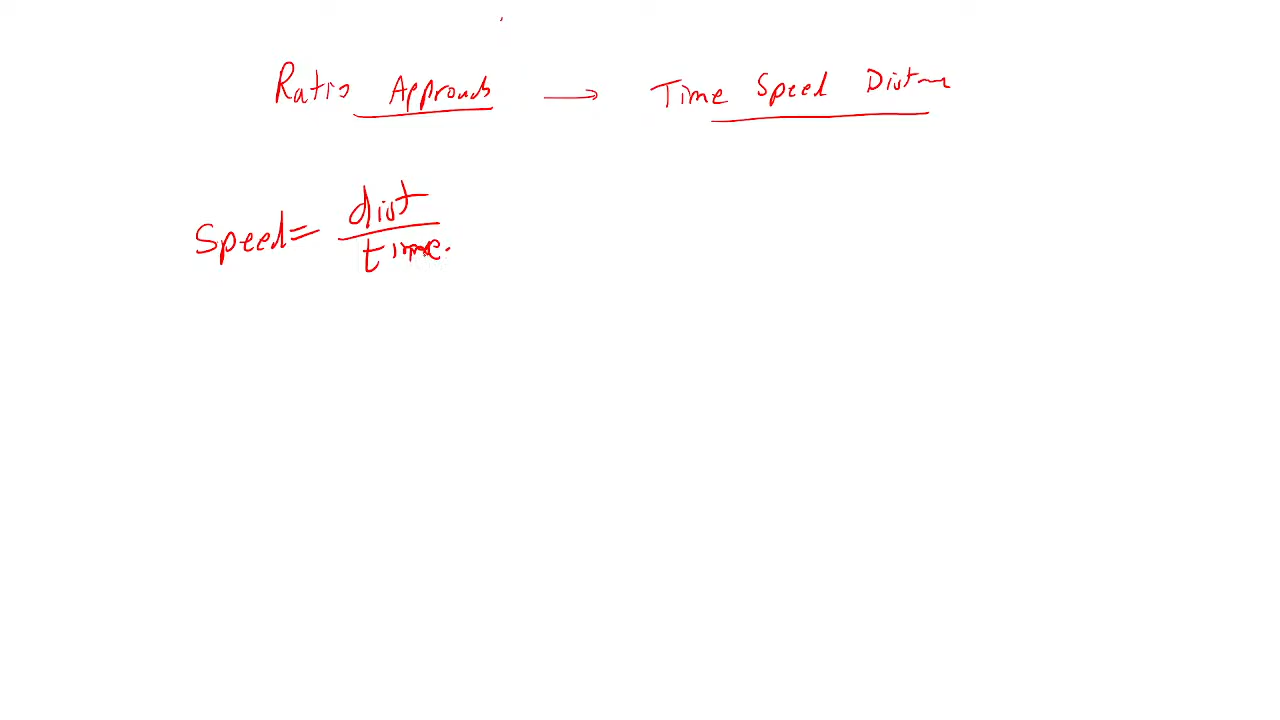 Ratio Approach → Time Speed Distance
Speed = dist / time.